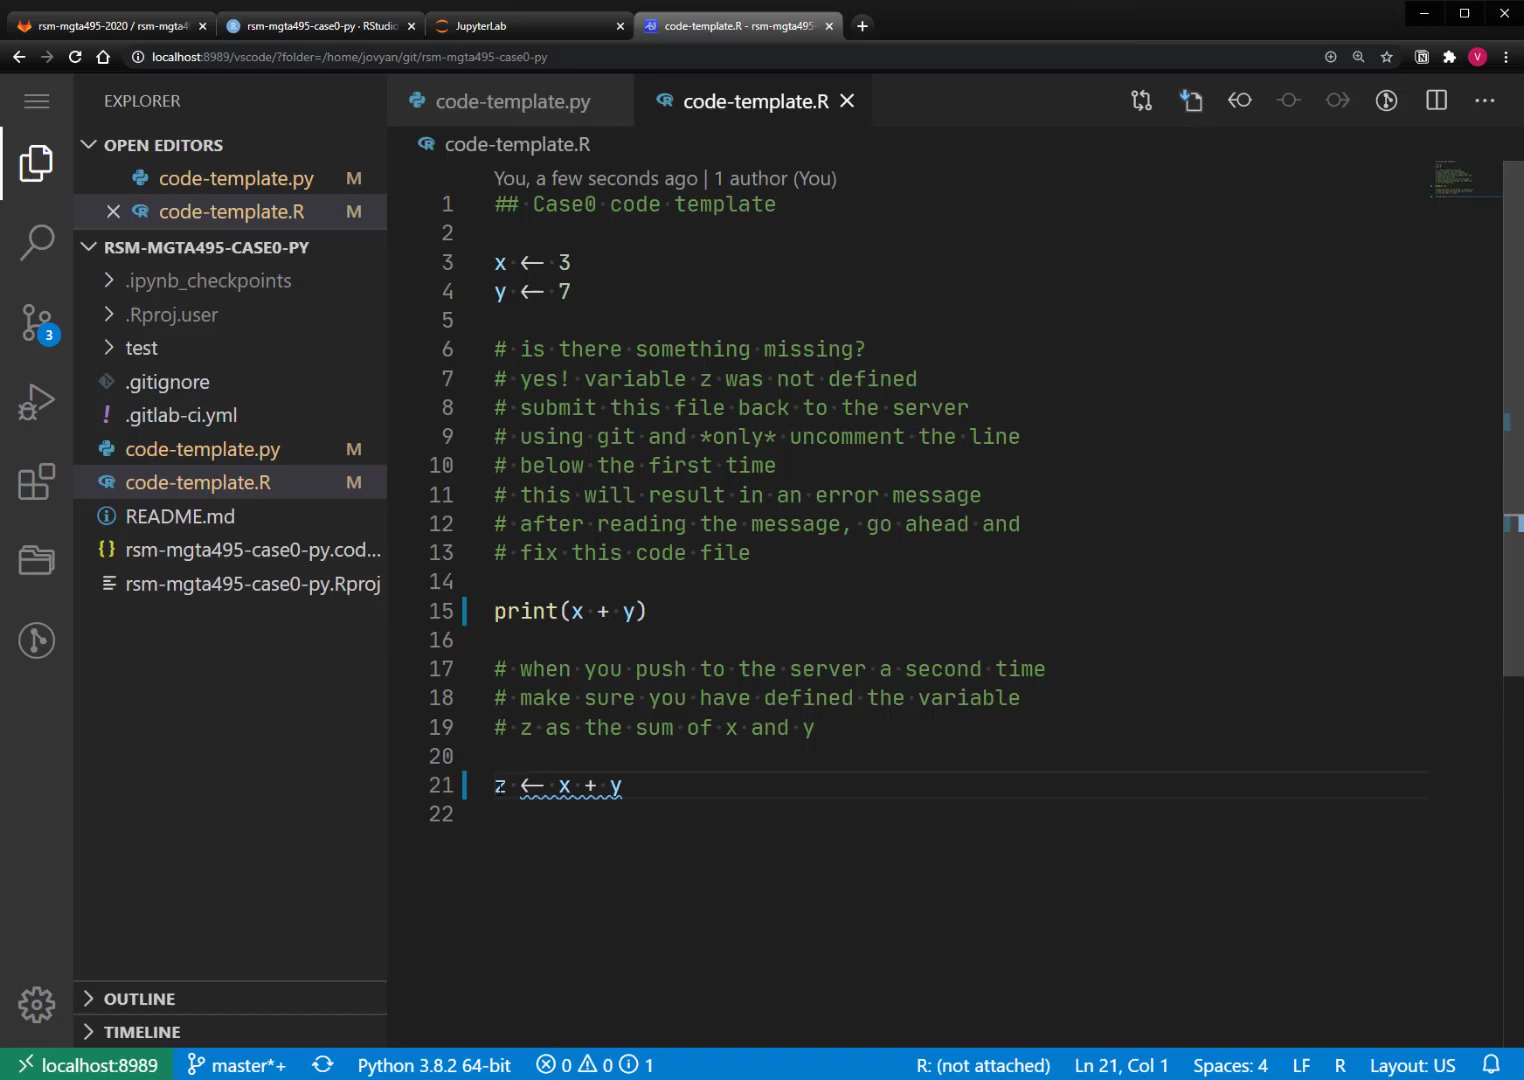 rsm-mgta495-2020 / rsm-mgta4
rsm-mgta495-case0-py - RStudio
JupyterLab
code-template.R - rsm-mgta495-
localhost:8989/vscode/?folder=/home/jovyan/git/rsm-mgta495-case0-py
V
EXPLORER
code-template.py
code-template.R
OPEN EDITORS
code-template.py M
code-template.R M
RSM-MGTA495-CASE0-PY
.ipynb_checkpoints
.Rproj.user
test
.gitignore
.gitlab-ci.yml
code-template.py M
code-template.R M
README.md
rsm-mgta495-case0-py.cod...
rsm-mgta495-case0-py.Rproj
3
OUTLINE
TIMELINE
code-template.R
You, a few seconds ago | 1 author (You)
1 ## Case0 code template
2
3 x <- 3
4 y <- 7
5
6 # is there something missing?
7 # yes! variable z was not defined
8 # submit this file back to the server
9 # using git and *only* uncomment the line
10 # below the first time
11 # this will result in an error message
12 # after reading the message, go ahead and
13 # fix this code file
14
15 print(x + y)
16
17 # when you push to the server a second time
18 # make sure you have defined the variable
19 # z as the sum of x and y
20
21 z <- x + y
22
localhost:8989 master*+ Python 3.8.2 64-bit 0 0 1 R: (not attached) Ln 21, Col 1 Spaces: 4 LF R Layout: US